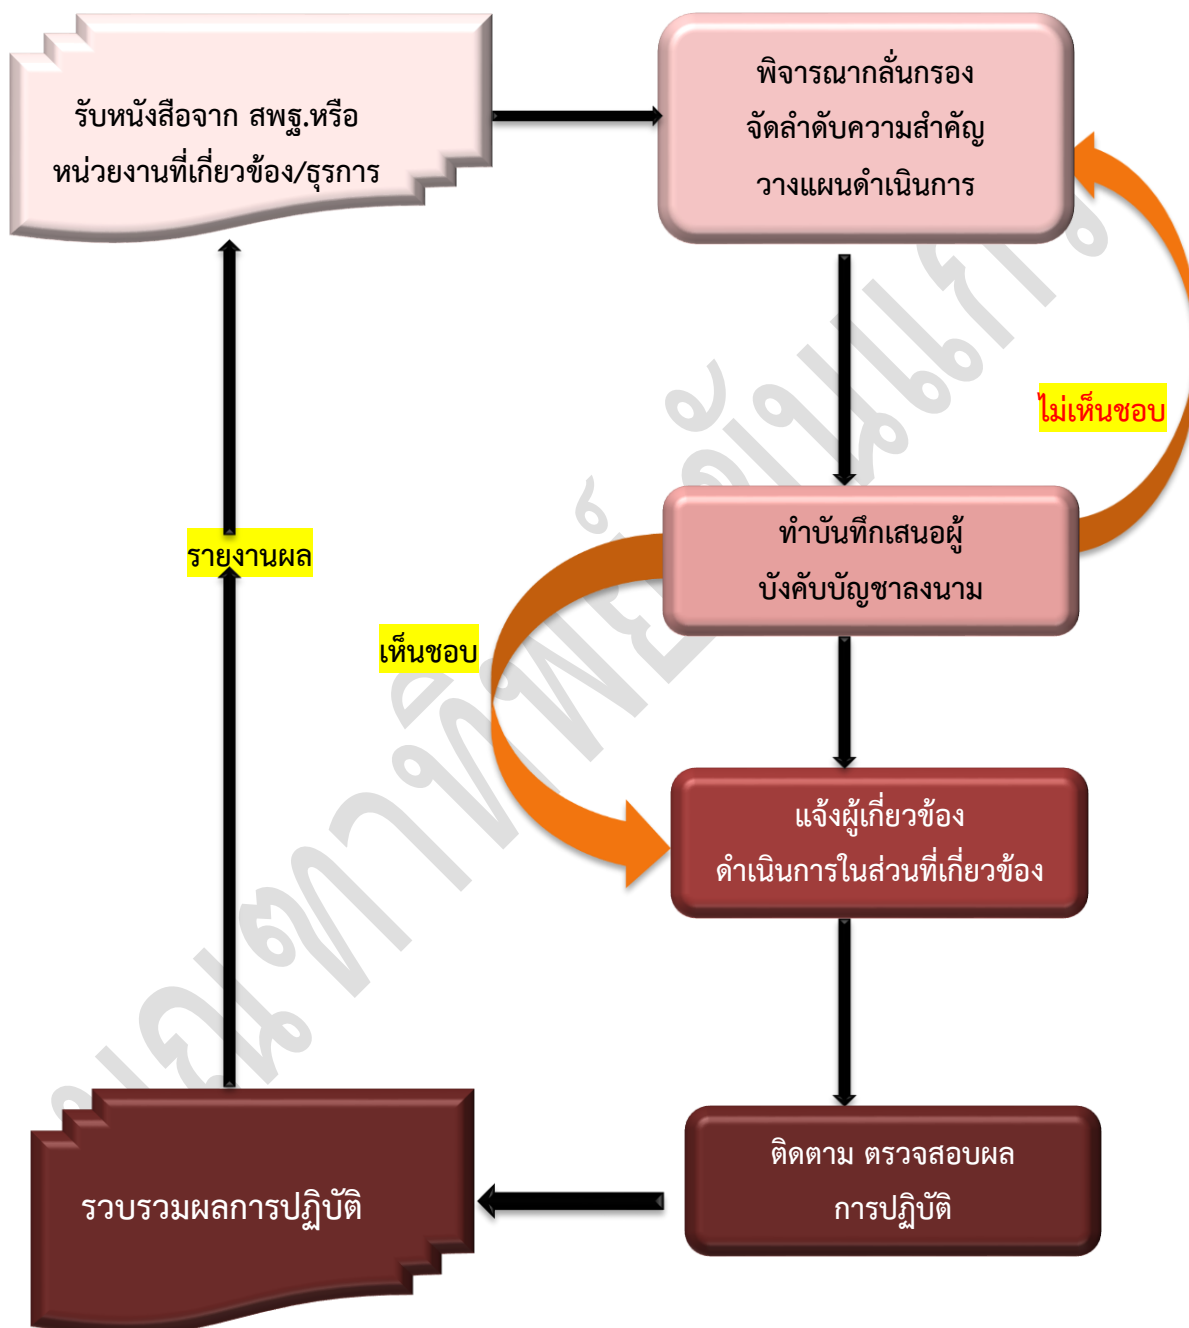 รับหนังสือจาก สพฐ.หรือ
หน่วยงานที่เกี่ยวข้อง/ธุรการ
พิจารณากลั่นกรอง
จัดลำดับความสำคัญ
วางแผนดำเนินการ
ไม่เห็นชอบ
ทำบันทึกเสนอผู้
บังคับบัญชาลงนาม
รายงานผล
เห็นชอบ
แจ้งผู้เกี่ยวข้อง
ดำเนินการในส่วนที่เกี่ยวข้อง
ติดตาม ตรวจสอบผล
การปฏิบัติ
รวบรวมผลการปฏิบัติ